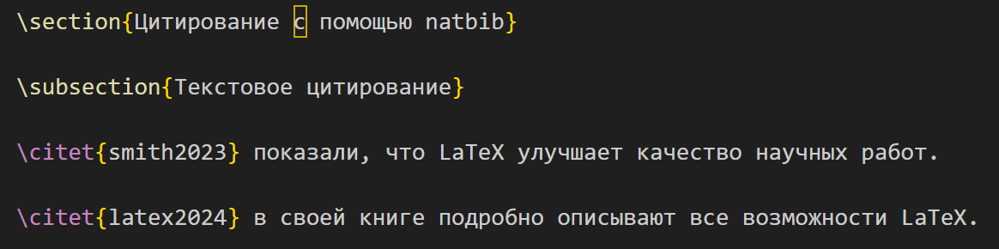 \section{Цитирование с помощью natbib}
\subsection{Текстовое цитирование}
\citet{smith2023} показали, что LaTeX улучшает качество научных работ.
\citet{latex2024} в своей книге подробно описывают все возможности LaTeX.